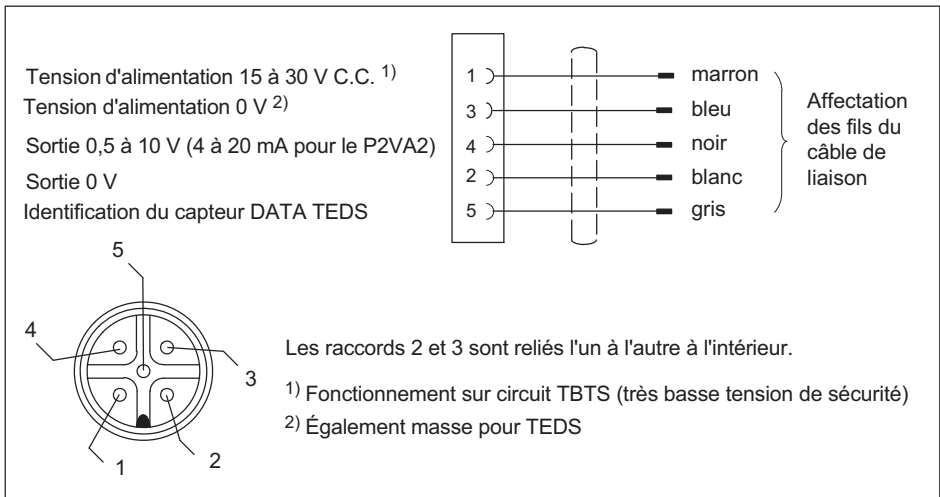 Tension d'alimentation 15 à 30 V C.C. 1)
Tension d'alimentation 0 V 2)
Sortie 0,5 à 10 V (4 à 20 mA pour le P2VA2)
Sortie 0 V
Identification du capteur DATA TEDS
1
3
4
2
5
marron
bleu
noir
blanc
gris
Affectation
des fils du
câble de
liaison
5
4
3
1
2
Les raccords 2 et 3 sont reliés l'un à l'autre à l'intérieur.
1) Fonctionnement sur circuit TBTS (très basse tension de sécurité)
2) Également masse pour TEDS